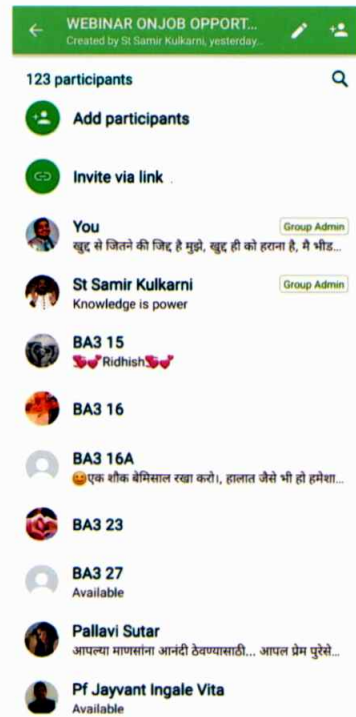 WEBINAR ONJOB OPPORT...
Created by St Samir Kulkarni, yesterday...
123 participants
Add participants
Invite via link
You
Group Admin
खुद्द से जितने की जिद्द है मुझे, खुद्द ही को हराना है, मै भीड...
St Samir Kulkarni
Group Admin
Knowledge is power
BA3 15
💘💕Ridhish💘💕
BA3 16
BA3 16A
😀एक शौक बेमिसाल रखा करो।, हालात जैसे भी हो हमेशा...
BA3 23
BA3 27
Available
Pallavi Sutar
आपल्या माणसांना आनंदी ठेवण्यासाठी... आपल प्रेम पुरेसे...
Pf Jayvant Ingale Vita
Available